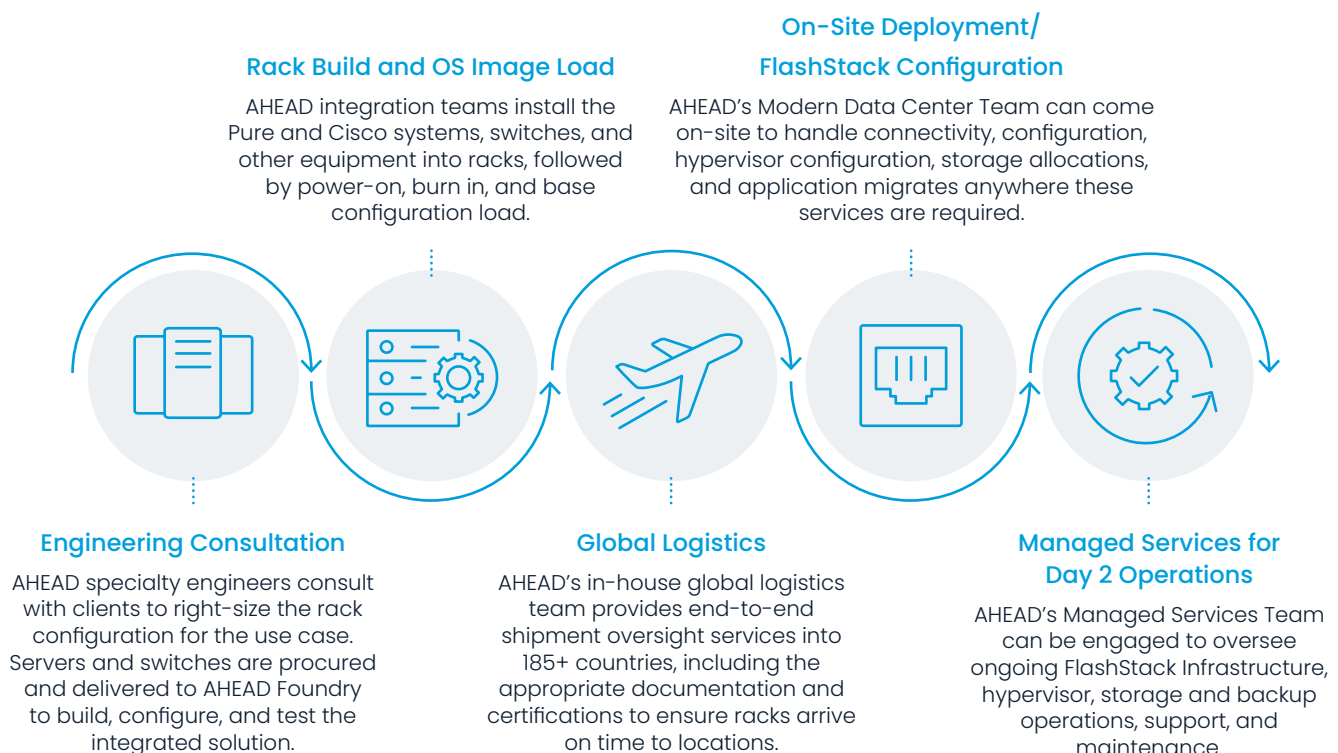 Rack Build and OS Image Load
AHEAD integration teams install the
Pure and Cisco systems, switches, and
other equipment into racks, followed
by power-on, burn in, and base
configuration load.
On-Site Deployment/
FlashStack Configuration
AHEAD's Modern Data Center Team can come
on-site to handle connectivity, configuration,
hypervisor configuration, storage allocations,
and application migrates anywhere these
services are required.
Engineering Consultation
AHEAD specialty engineers consult
with clients to right-size the rack
configuration for the use case.
Servers and switches are procured
and delivered to AHEAD Foundry
to build, configure, and test the
integrated solution.
Global Logistics
AHEAD's in-house global logistics
team provides end-to-end
shipment oversight services into
185+ countries, including the
appropriate documentation and
certifications to ensure racks arrive
on time to locations.
Managed Services for
Day 2 Operations
AHEAD's Managed Services Team
can be engaged to oversee
ongoing FlashStack Infrastructure,
hypervisor, storage and backup
operations, support, and
maintenance